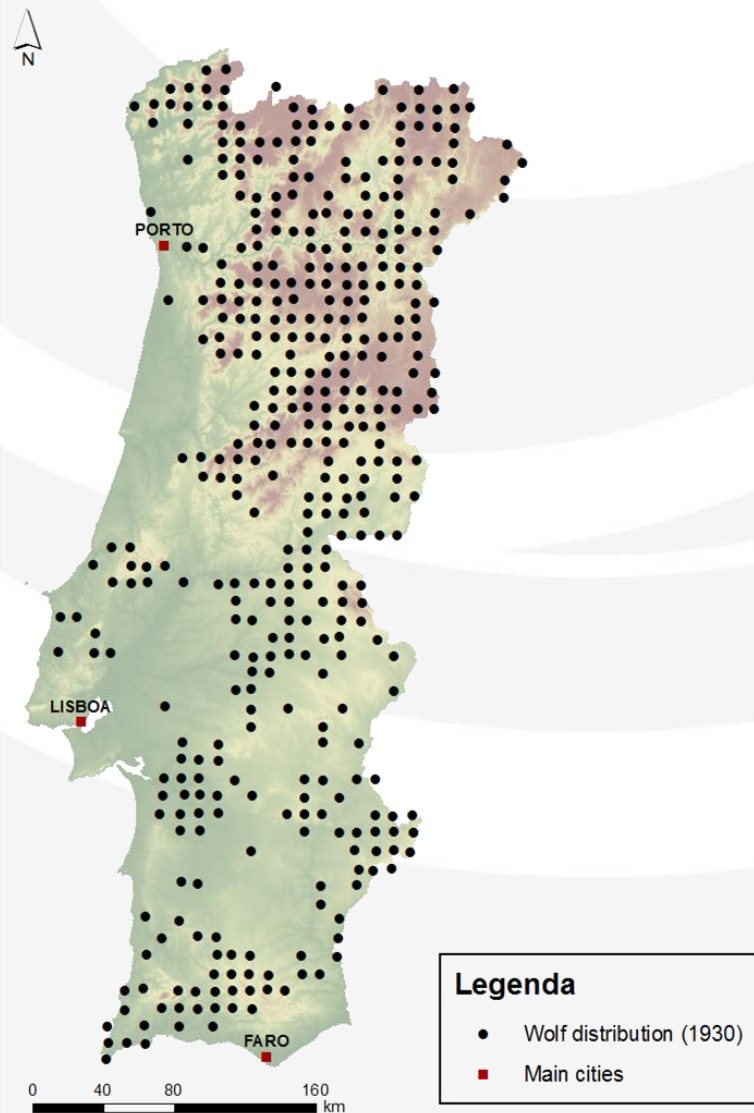 N
PORTO
LISBOA
FARO
Legenda
Wolf distribution (1930)
Main cities
0 40 80 160
km